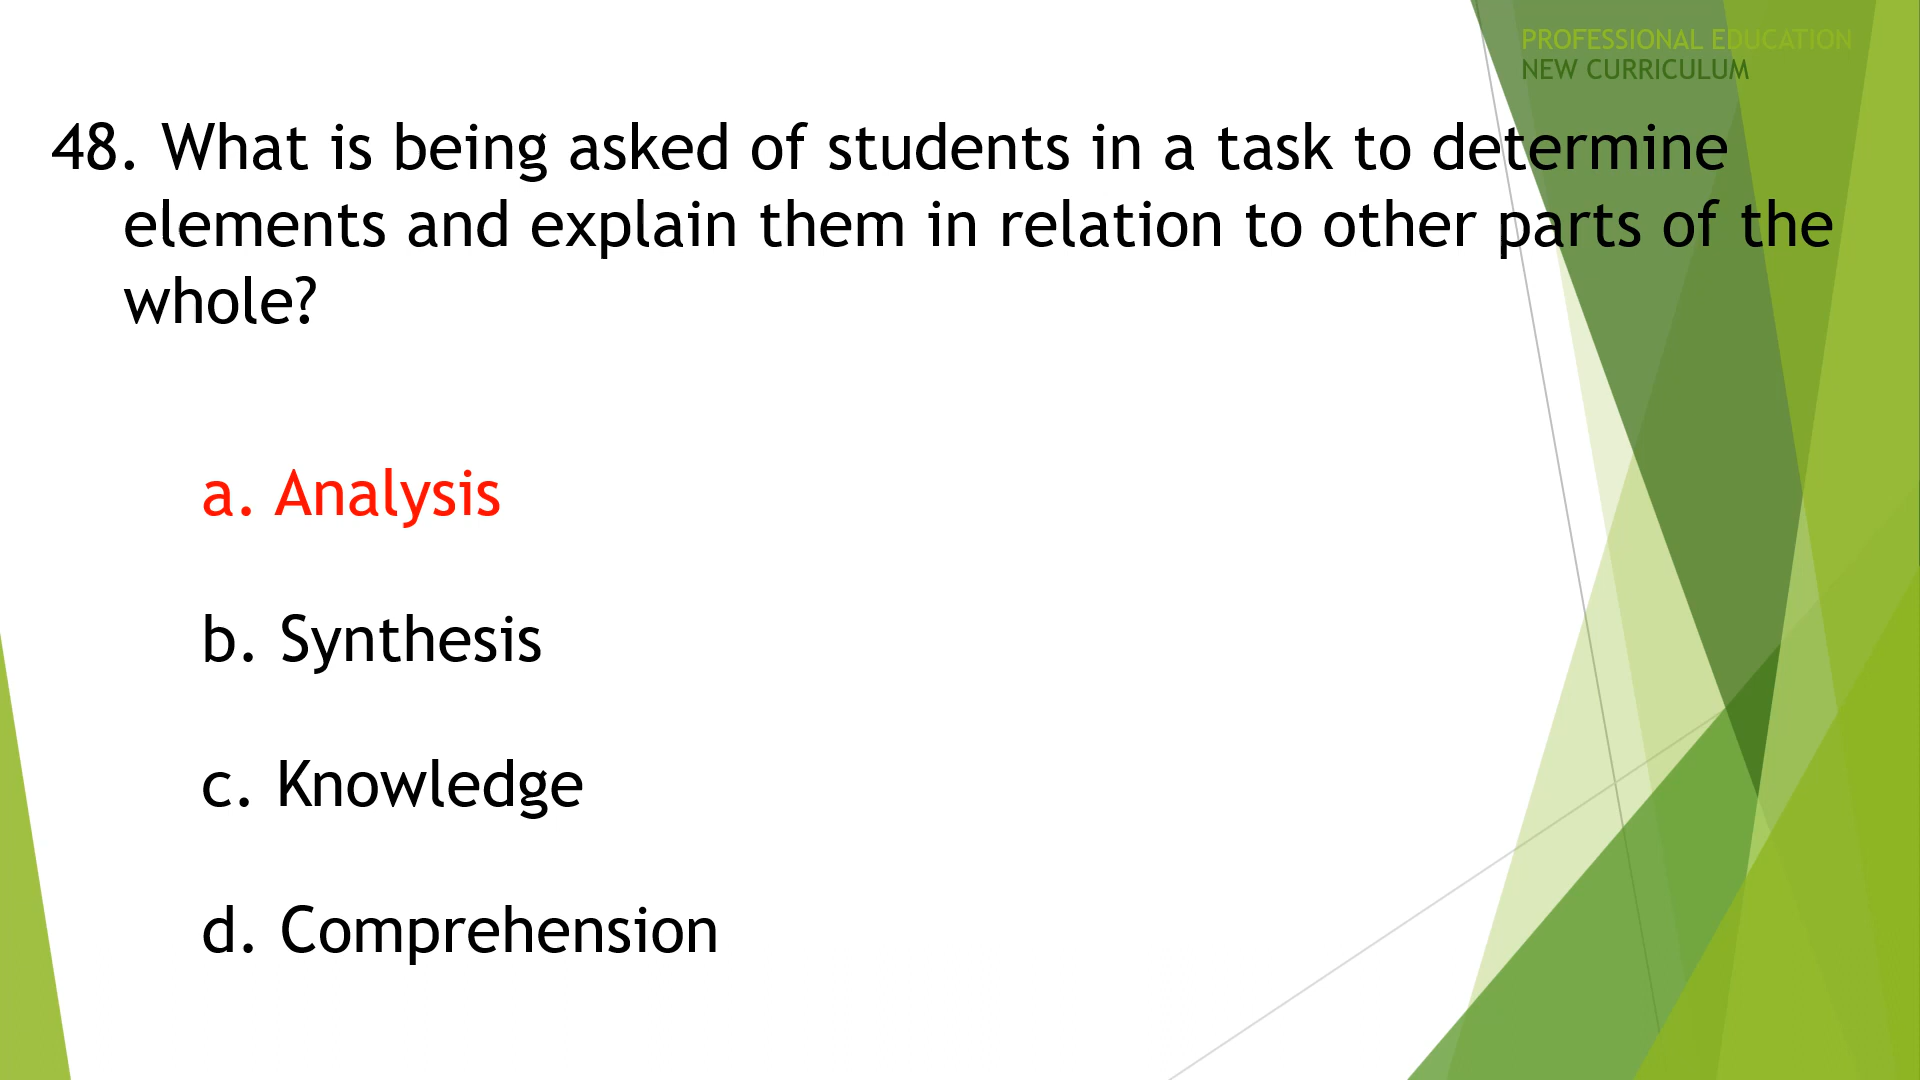 PROFESSIONAL EDUCATION
NEW CURRICULUM
48. What is being asked of students in a task to determine
elements and explain them in relation to other parts of the
whole?
a. Analysis
b. Synthesis
c. Knowledge
d. Comprehension